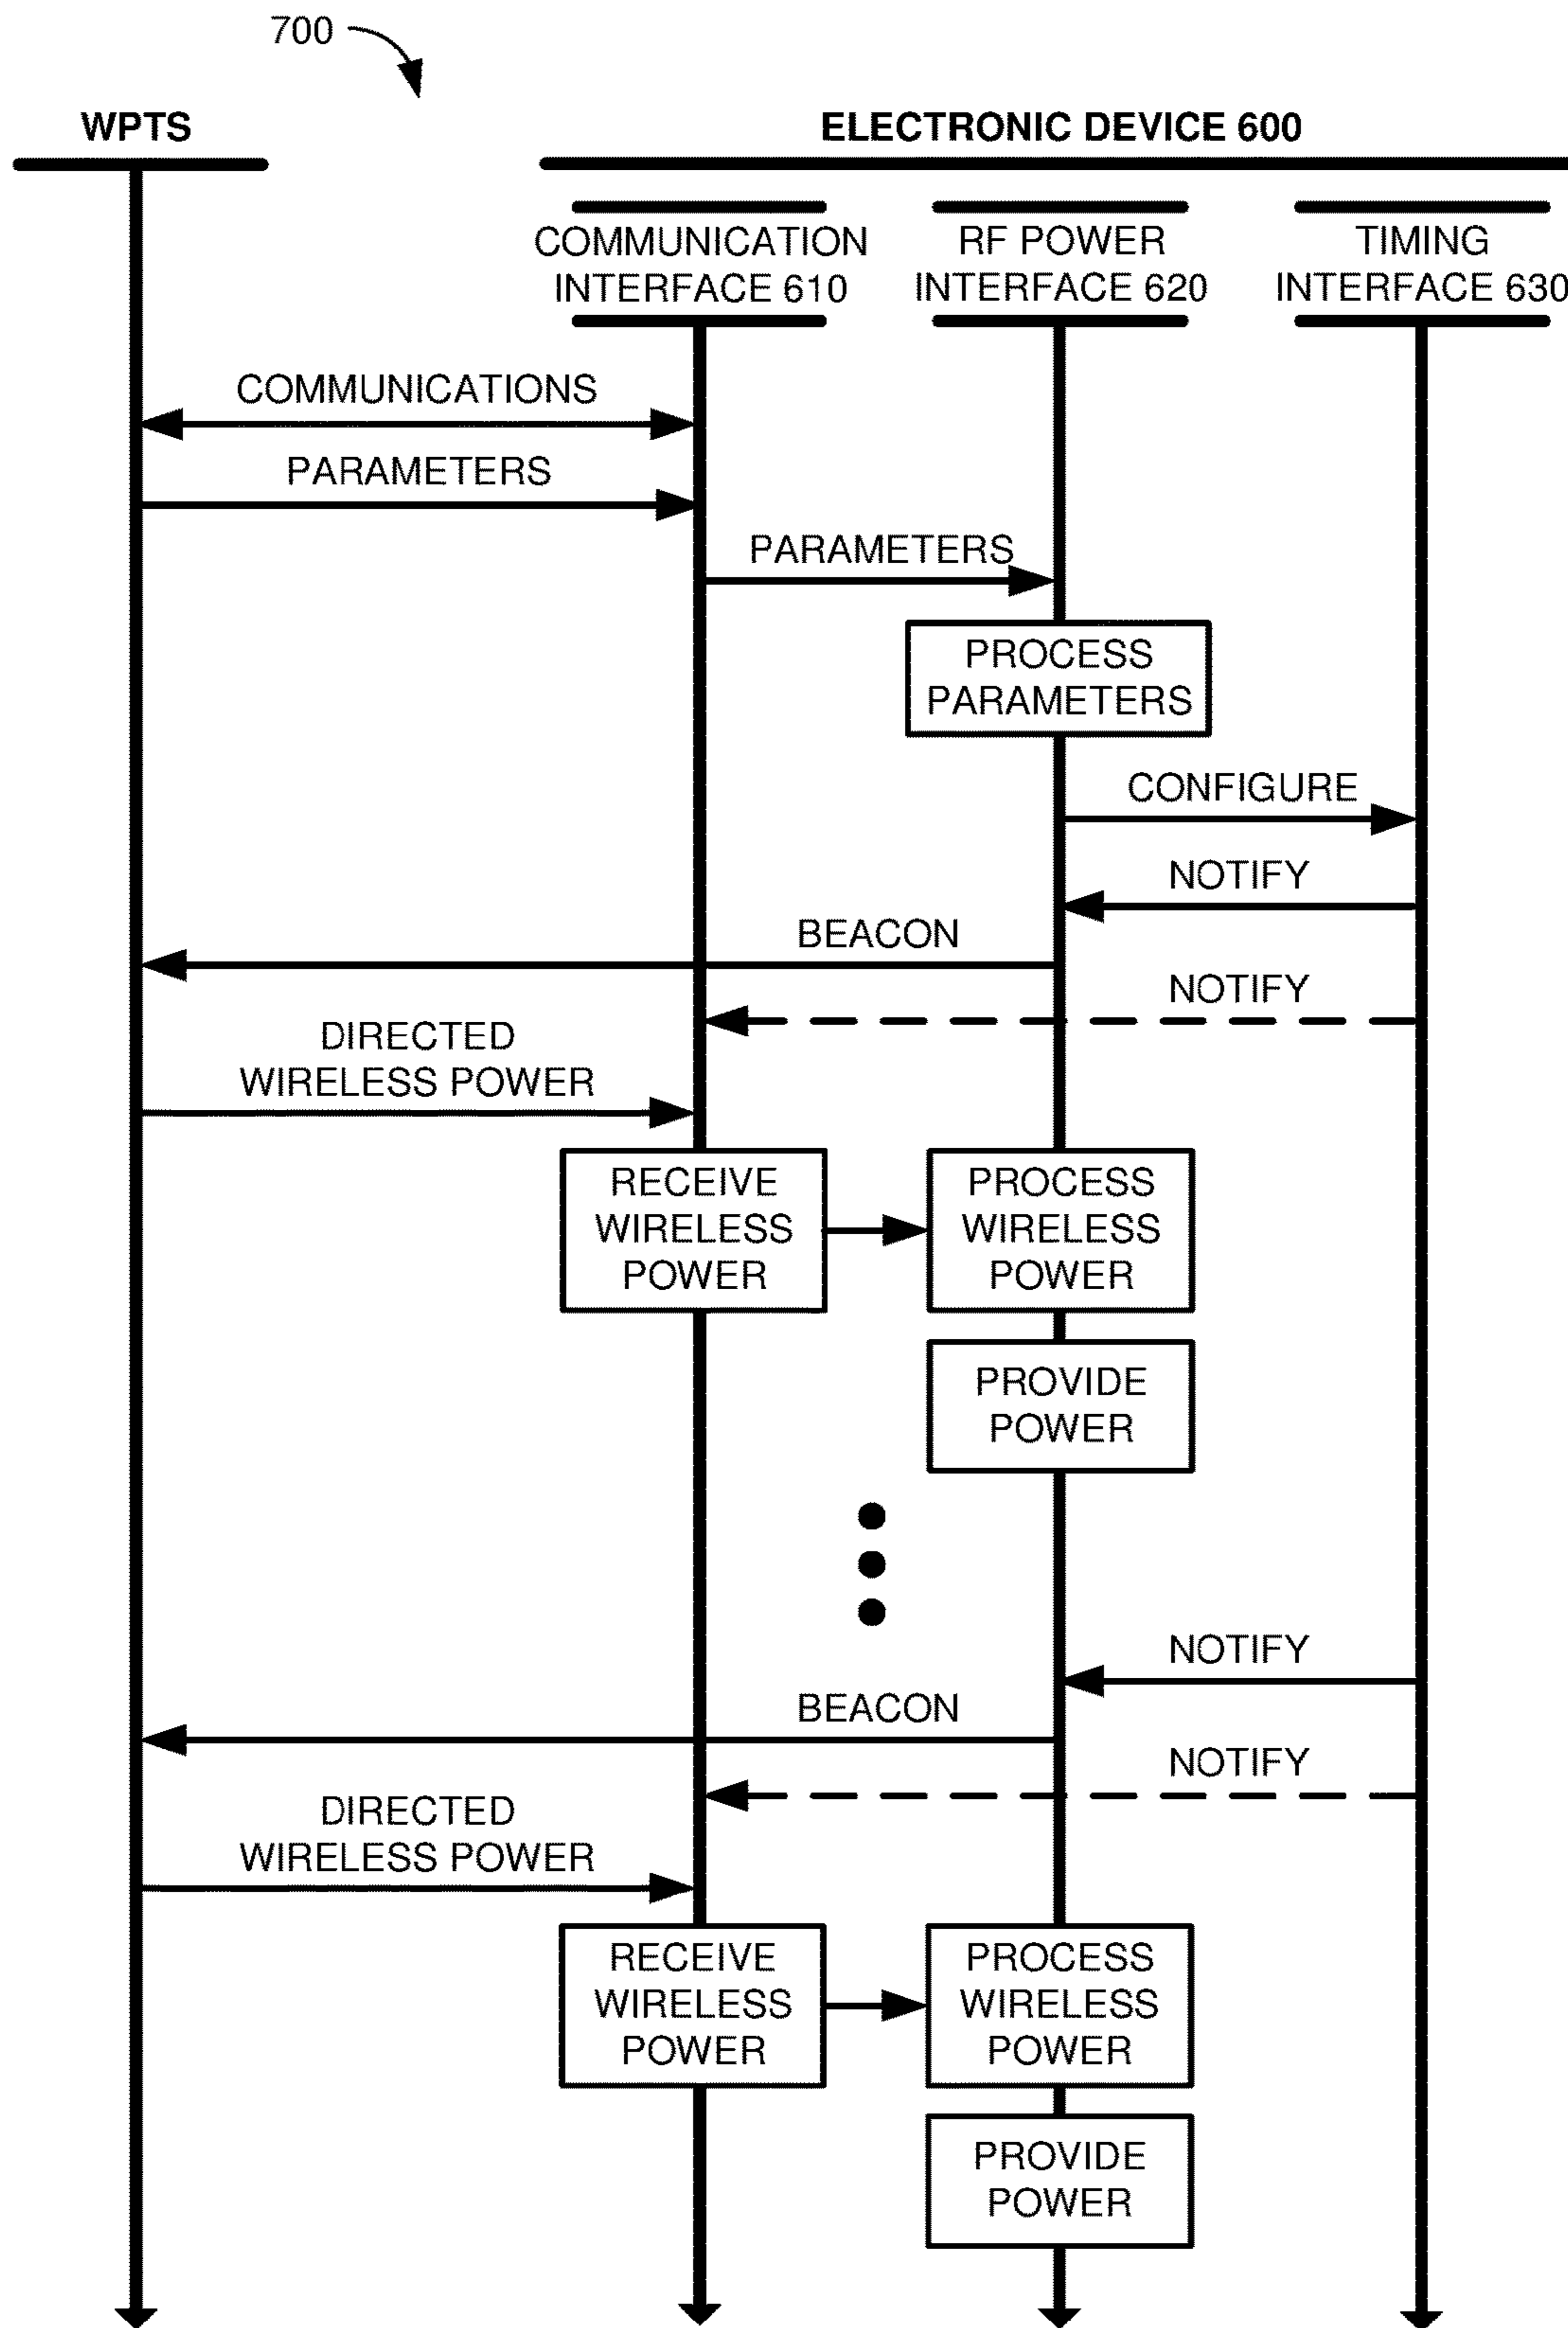 700
WPTS
ELECTRONIC DEVICE 600
COMMUNICATION
INTERFACE 610
RF POWER
INTERFACE 620
TIMING
INTERFACE 630
COMMUNICATIONS
PARAMETERS
PARAMETERS
PROCESS
PARAMETERS
CONFIGURE
NOTIFY
BEACON
NOTIFY
DIRECTED
WIRELESS POWER
RECEIVE
WIRELESS
POWER
PROCESS
WIRELESS
POWER
PROVIDE
POWER
NOTIFY
BEACON
NOTIFY
DIRECTED
WIRELESS POWER
RECEIVE
WIRELESS
POWER
PROCESS
WIRELESS
POWER
PROVIDE
POWER